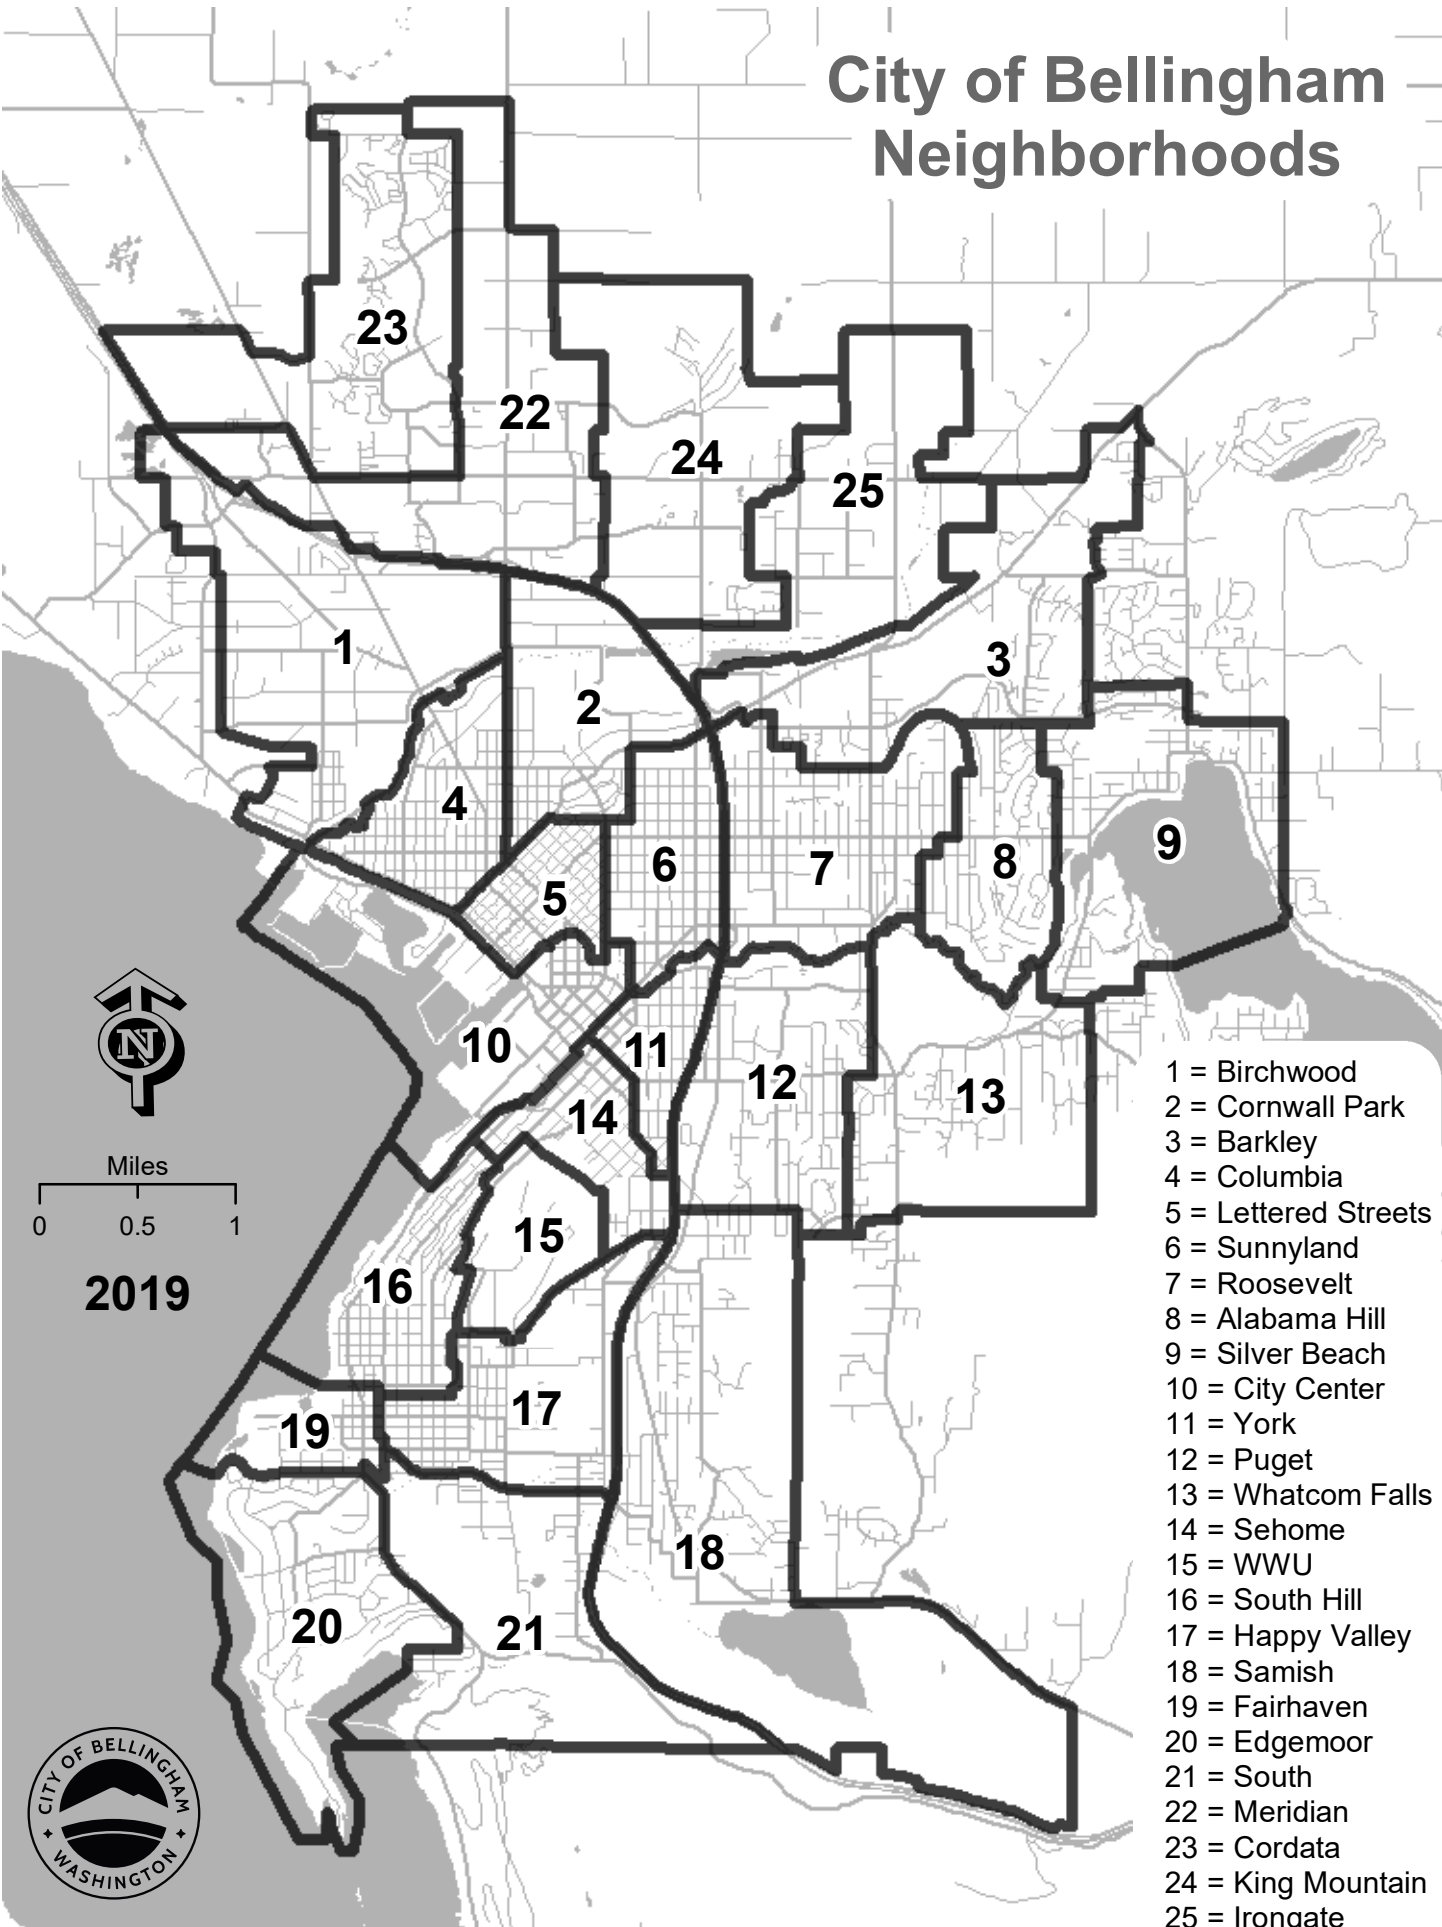 City of Bellingham
Neighborhoods
23
22
24
25
1
3
2
4
9
6
7
8
5
10
11
12
13
14
15
16
17
19
18
20
21
N
Miles
0 0.5 1
2019
1 = Birchwood
2 = Cornwall Park
3 = Barkley
4 = Columbia
5 = Lettered Streets
6 = Sunnyland
7 = Roosevelt
8 = Alabama Hill
9 = Silver Beach
10 = City Center
11 = York
12 = Puget
13 = Whatcom Falls
14 = Sehome
15 = WWU
16 = South Hill
17 = Happy Valley
18 = Samish
19 = Fairhaven
20 = Edgemoor
21 = South
22 = Meridian
23 = Cordata
24 = King Mountain
25 = Irongate
CITY OF BELLINGHAM
WASHINGTON